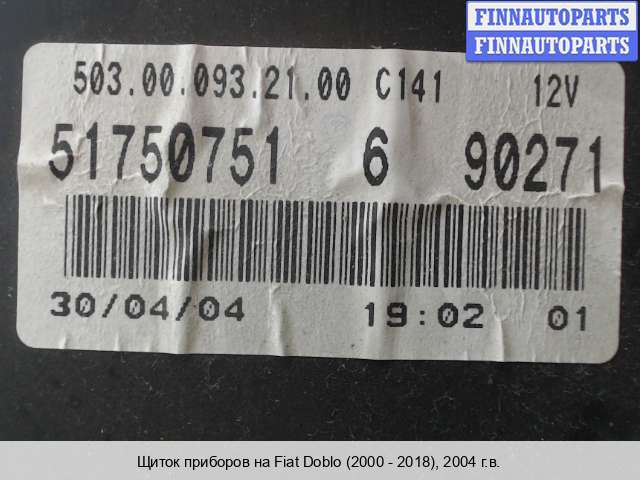 FINNAUTOPARTS
FINNAUTOPARTS
503.00.093.21.00 C141 12V
51750751 6 90271
30/04/04 19:02 01
Щиток приборов на Fiat Doblo (2000 - 2018), 2004 г.в.